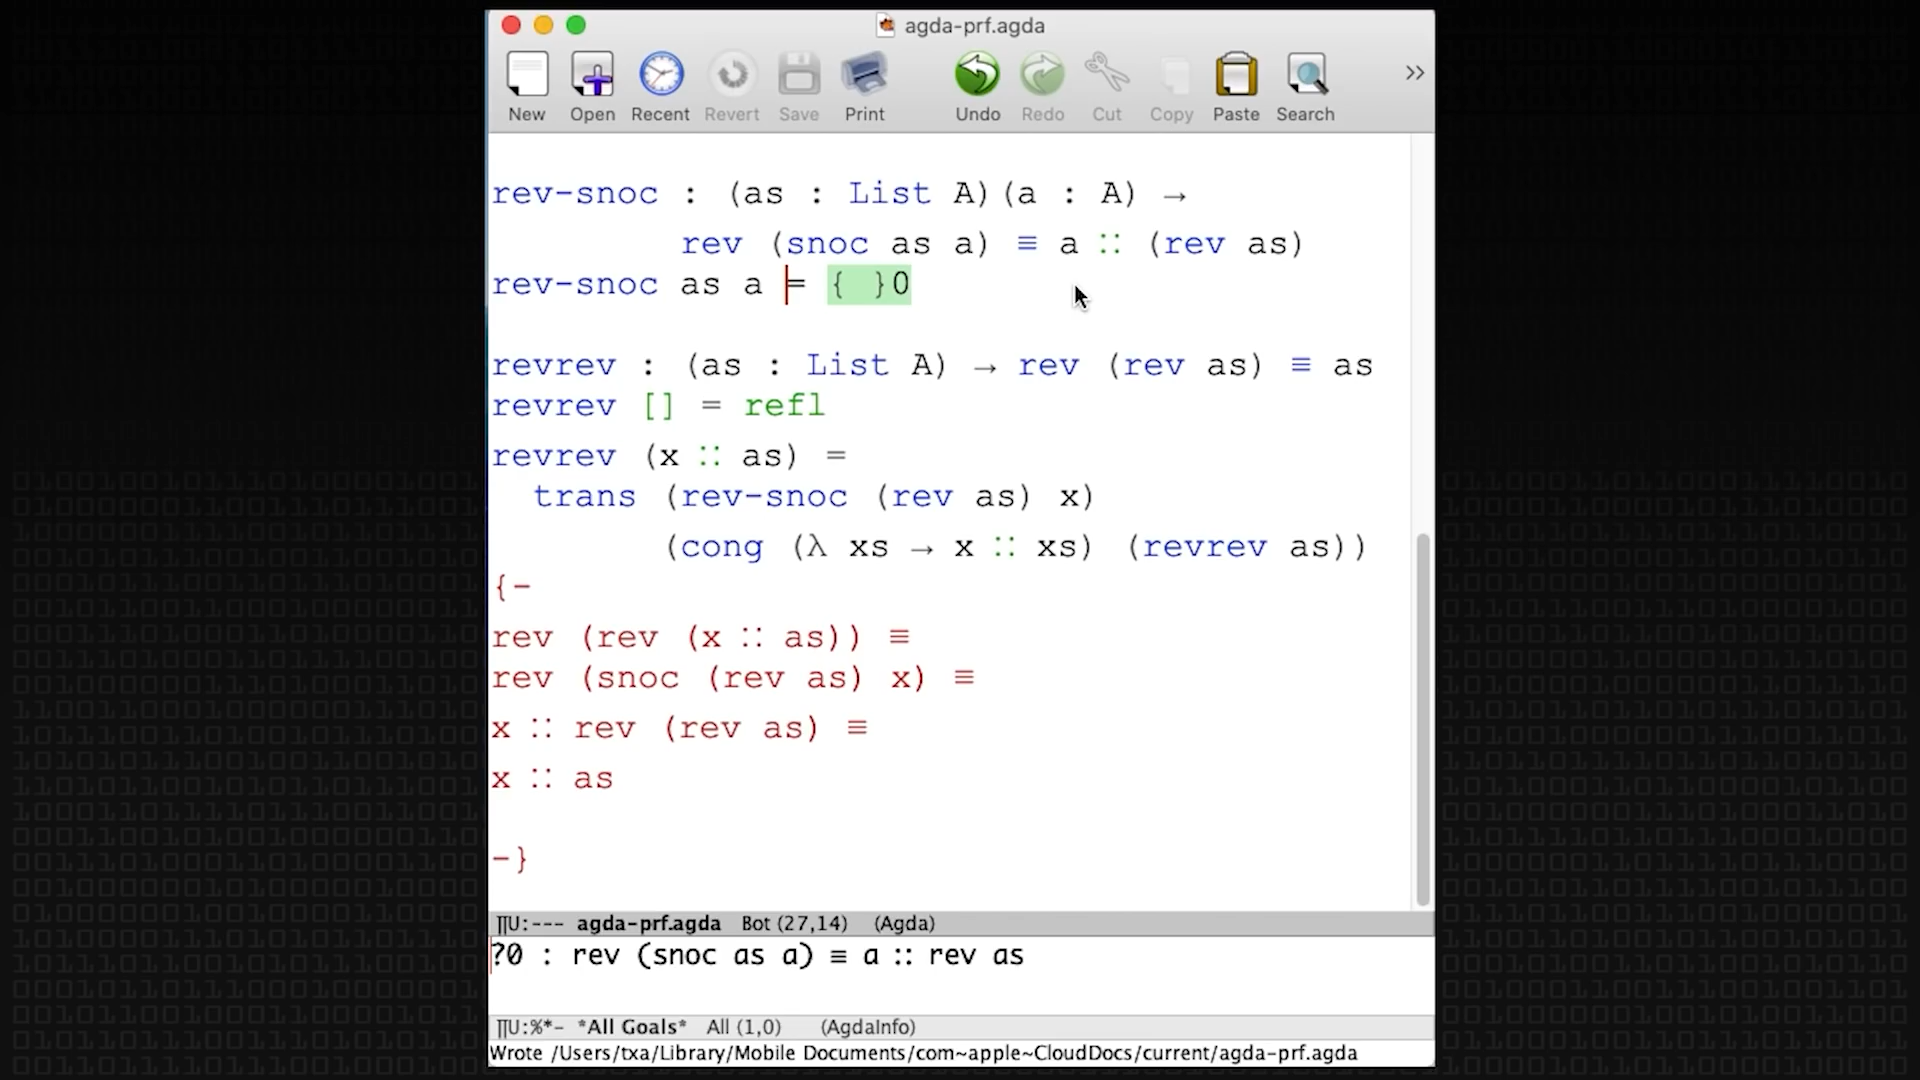 agda-prf.agda
New Open Recent Revert Save Print Undo Redo Cut Copy Paste Search
rev-snoc : (as : List A)(a : A) →
rev (snoc as a) ≡ a ∷ (rev as)
rev-snoc as a = { }0
revrev : (as : List A) → rev (rev as) ≡ as
revrev [] = refl
revrev (x ∷ as) =
trans (rev-snoc (rev as) x)
(cong (λ xs → x ∷ xs) (revrev as))
{-
rev (rev (x ∷ as)) ≡
rev (snoc (rev as) x) ≡
x ∷ rev (rev as) ≡
x ∷ as
-}
∏U:--- agda-prf.agda Bot (27,14) (Agda)
?0 : rev (snoc as a) ≡ a ∷ rev as
∏U:%*- *All Goals* All (1,0) (AgdaInfo)
Wrote /Users/txa/Library/Mobile Documents/com~apple~CloudDocs/current/agda-prf.agda